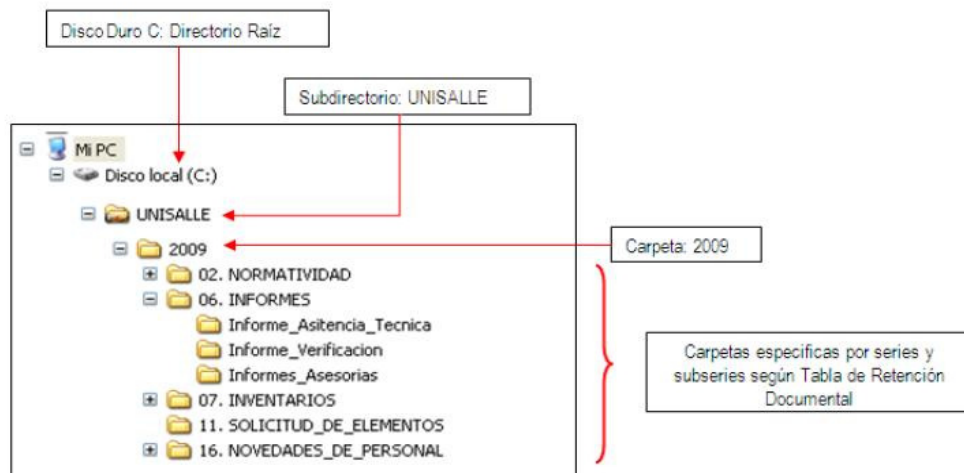 Disco Duro C: Directorio Raíz
Subdirectorio: UNISALLE
Mi PC
Disco local (C:)
UNISALLE
2009
Carpeta: 2009
02. NORMATIVIDAD
06. INFORMES
Informe_Asitencia_Tecnica
Informe_Verificacion
Informes_Asesorias
07. INVENTARIOS
11. SOLICITUD_DE_ELEMENTOS
16. NOVEDADES_DE_PERSONAL
Carpetas especificas por series y
subseries según Tabla de Retención
Documental